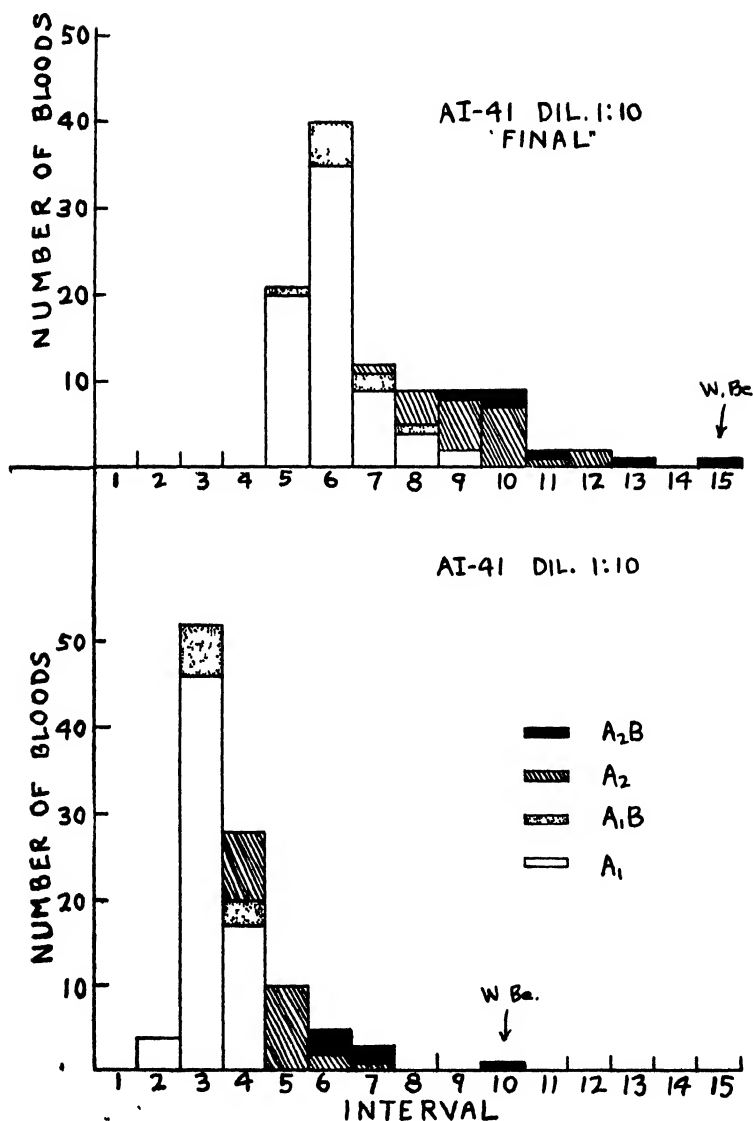 NUMBER OF BLOODS
50
40
30
20
10
AI-41 DIL. 1:10
'FINAL"
W. Be
1 2 3 4 5 6 7 8 9 10 11 12 13 14 15
NUMBER OF BLOODS
50
40
30
20
10
AI-41 DIL. 1:10
A₂B
A₂
A₁B
A₁
W Be.
1 2 3 4 5 6 7 8 9 10 11 12 13 14 15
INTERVAL